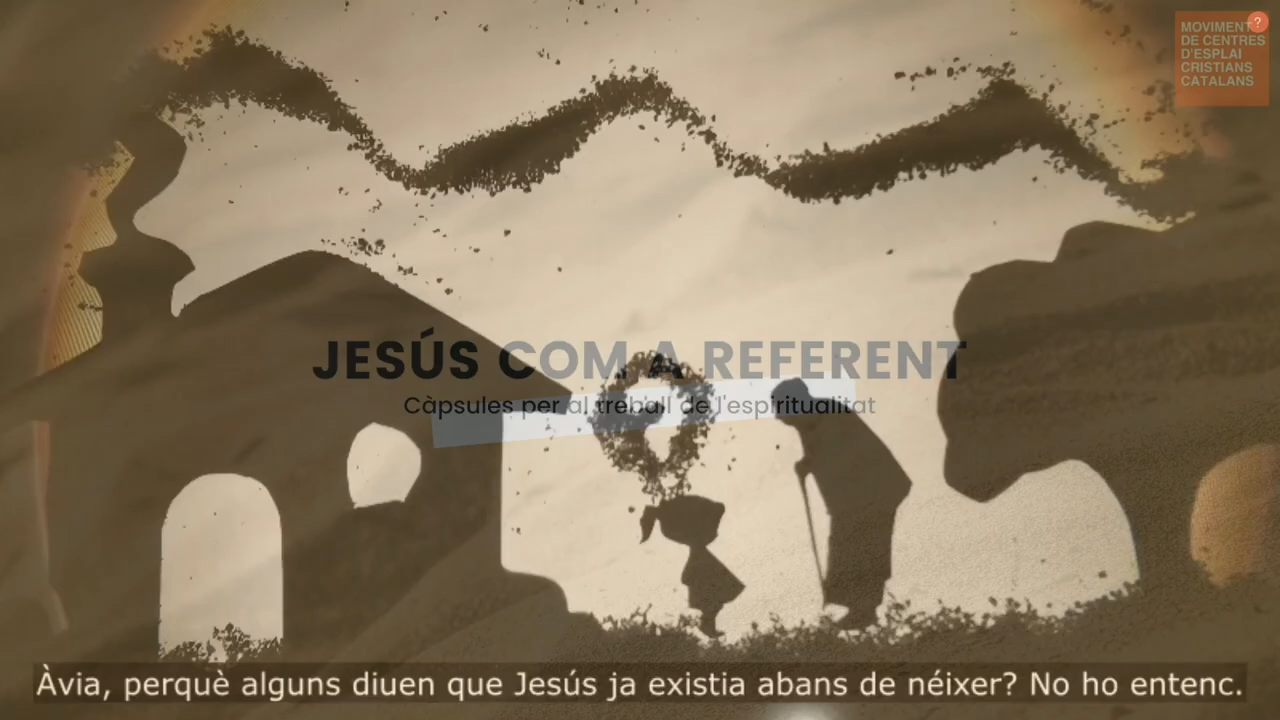 MOVIMENT
DE CENTRES
D'ESPLAI
CRISTIANS
CATALANS
?
JESÚS COM A REFERENT
Càpsules per al treball de l'espiritualitat
Àvia, perquè alguns diuen que Jesús ja existia abans de néixer? No ho entenc.